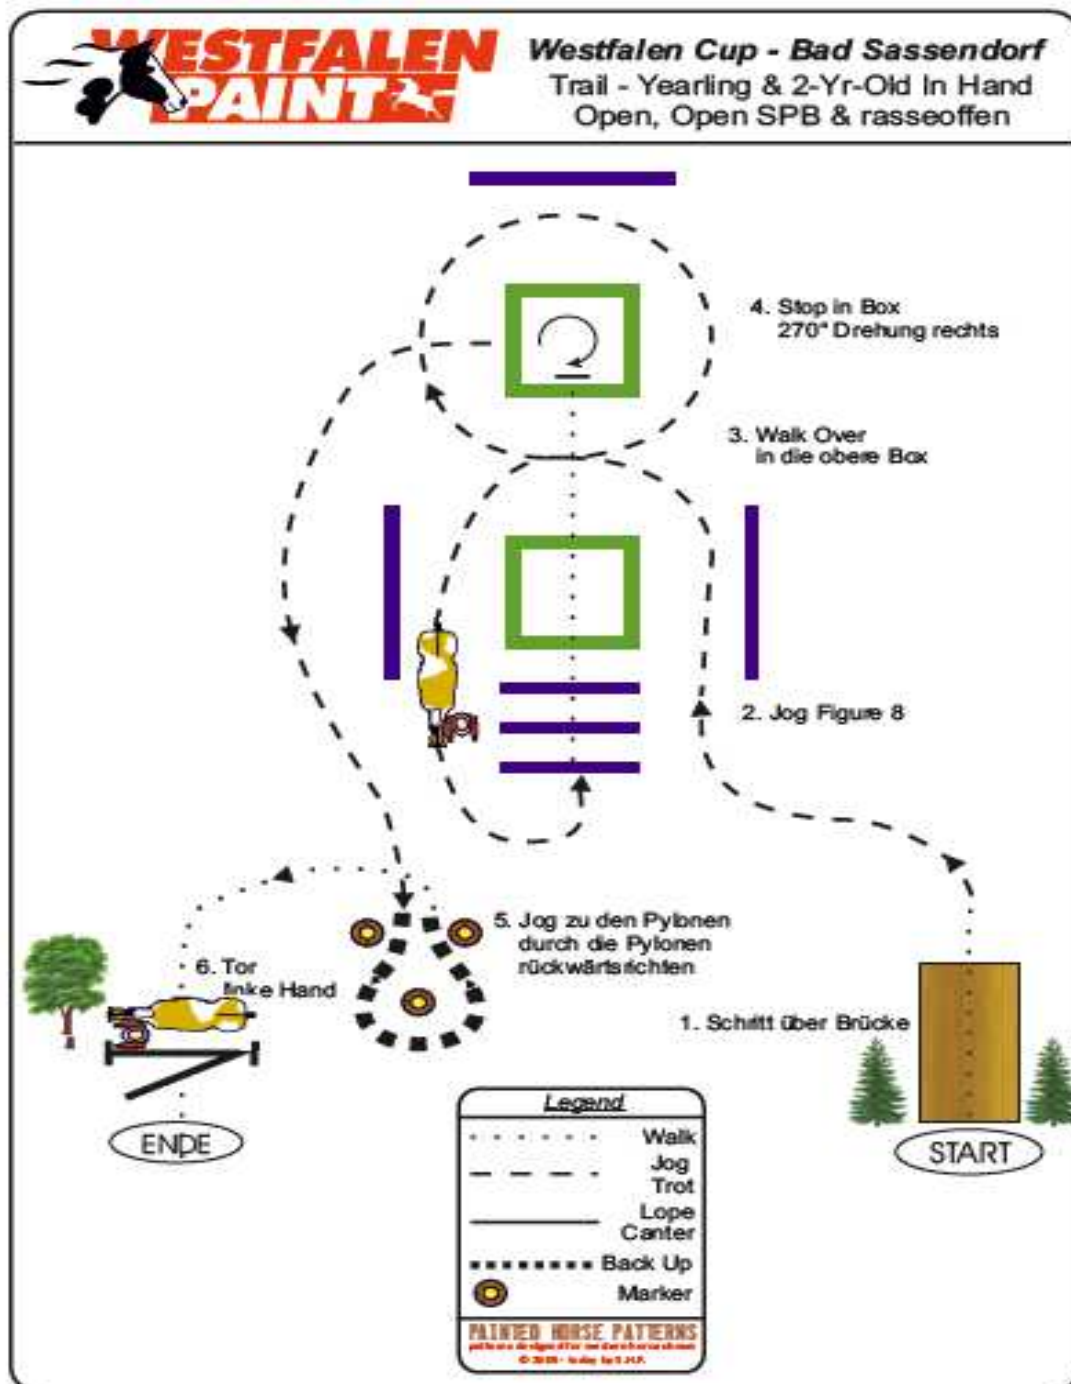 WESTFALEN
PAINT
Westfalen Cup - Bad Sassendorf
Trail - Yearling & 2-Yr-Old In Hand
Open, Open SPB & rasseoffen
4. Stop in Box
270° Drehung rechts
3. Walk Over
in die obere Box
2. Jog Figure 8
5. Jog zu den Pylonen
durch die Pylonen
rückwärtsrichten
6. Tor
linke Hand
1. Schritt über Brücke
ENDE
START
Legend
Walk
Jog
Trot
Lope
Canter
Back Up
Marker
PAINTED HORSE PATTERNS